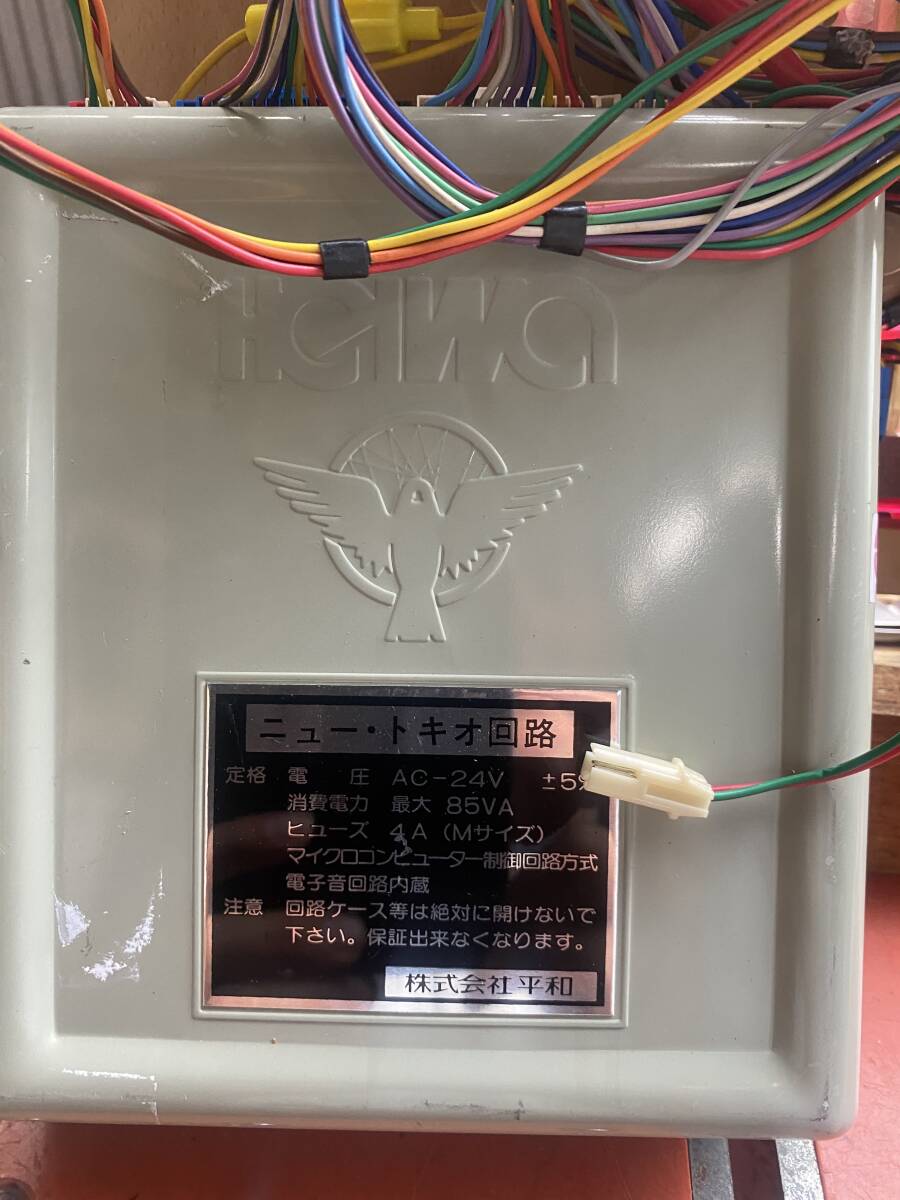 Heiwa
ニュー・トキオ回路
定格 電 圧 AC-24V ±5%
消費電力 最大 85VA
ヒューズ 4A (Mサイズ)
マイクロコンピューター制御回路方式
電子音回路内蔵
注意 回路ケース等は絶対に開けないで
下さい。保証出来なくなります。
株式会社平和